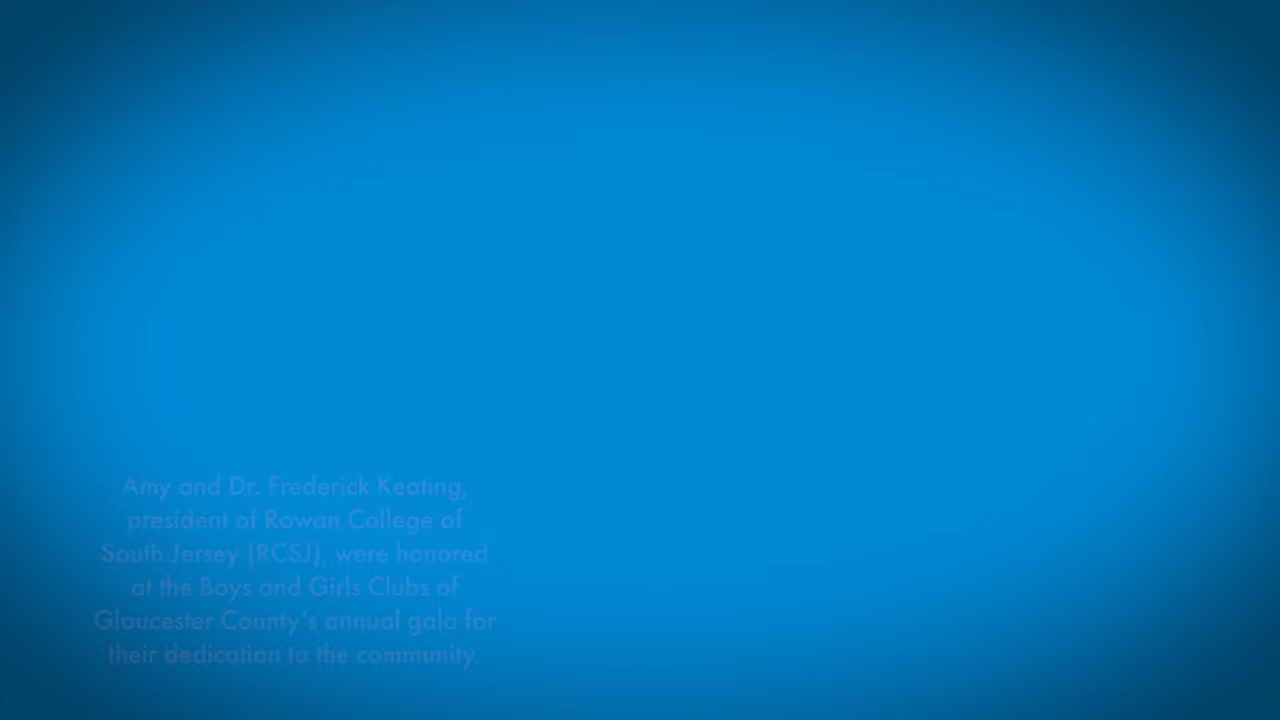 Amy and Dr. Frederick Keating,
president of Rowan College of
South Jersey (RCSJ), were honored
at the Boys and Girls Clubs of
Gloucester County's annual gala for
their dedication to the community.